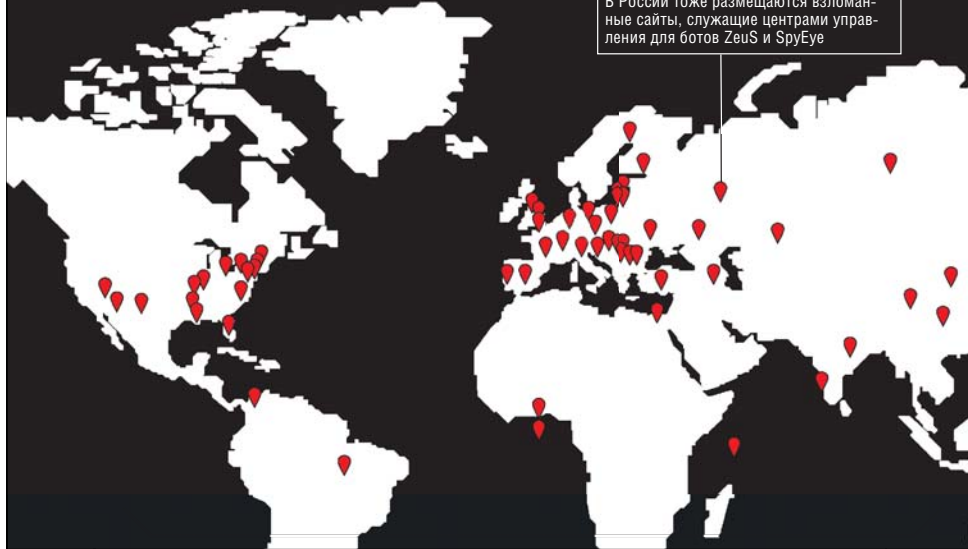 В России тоже размещаются взломан-
ные сайты, служащие центрами управ-
ления для ботов ZeuS и SpyEye